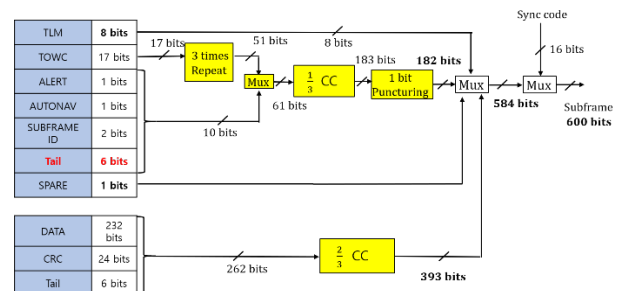 TLM 8 bits
TOWC 17 bits
ALERT 1 bits
AUTONAV 1 bits
SUBFRAME ID 2 bits
Tail 6 bits
SPARE 1 bits
17 bits
3 times Repeat
51 bits
8 bits
Mux
61 bits
10 bits
1/3 CC
183 bits
1 bit Puncturing
182 bits
Mux
584 bits
Sync code
16 bits
Mux
Subframe
600 bits
DATA 232 bits
CRC 24 bits
Tail 6 bits
262 bits
2/3 CC
393 bits